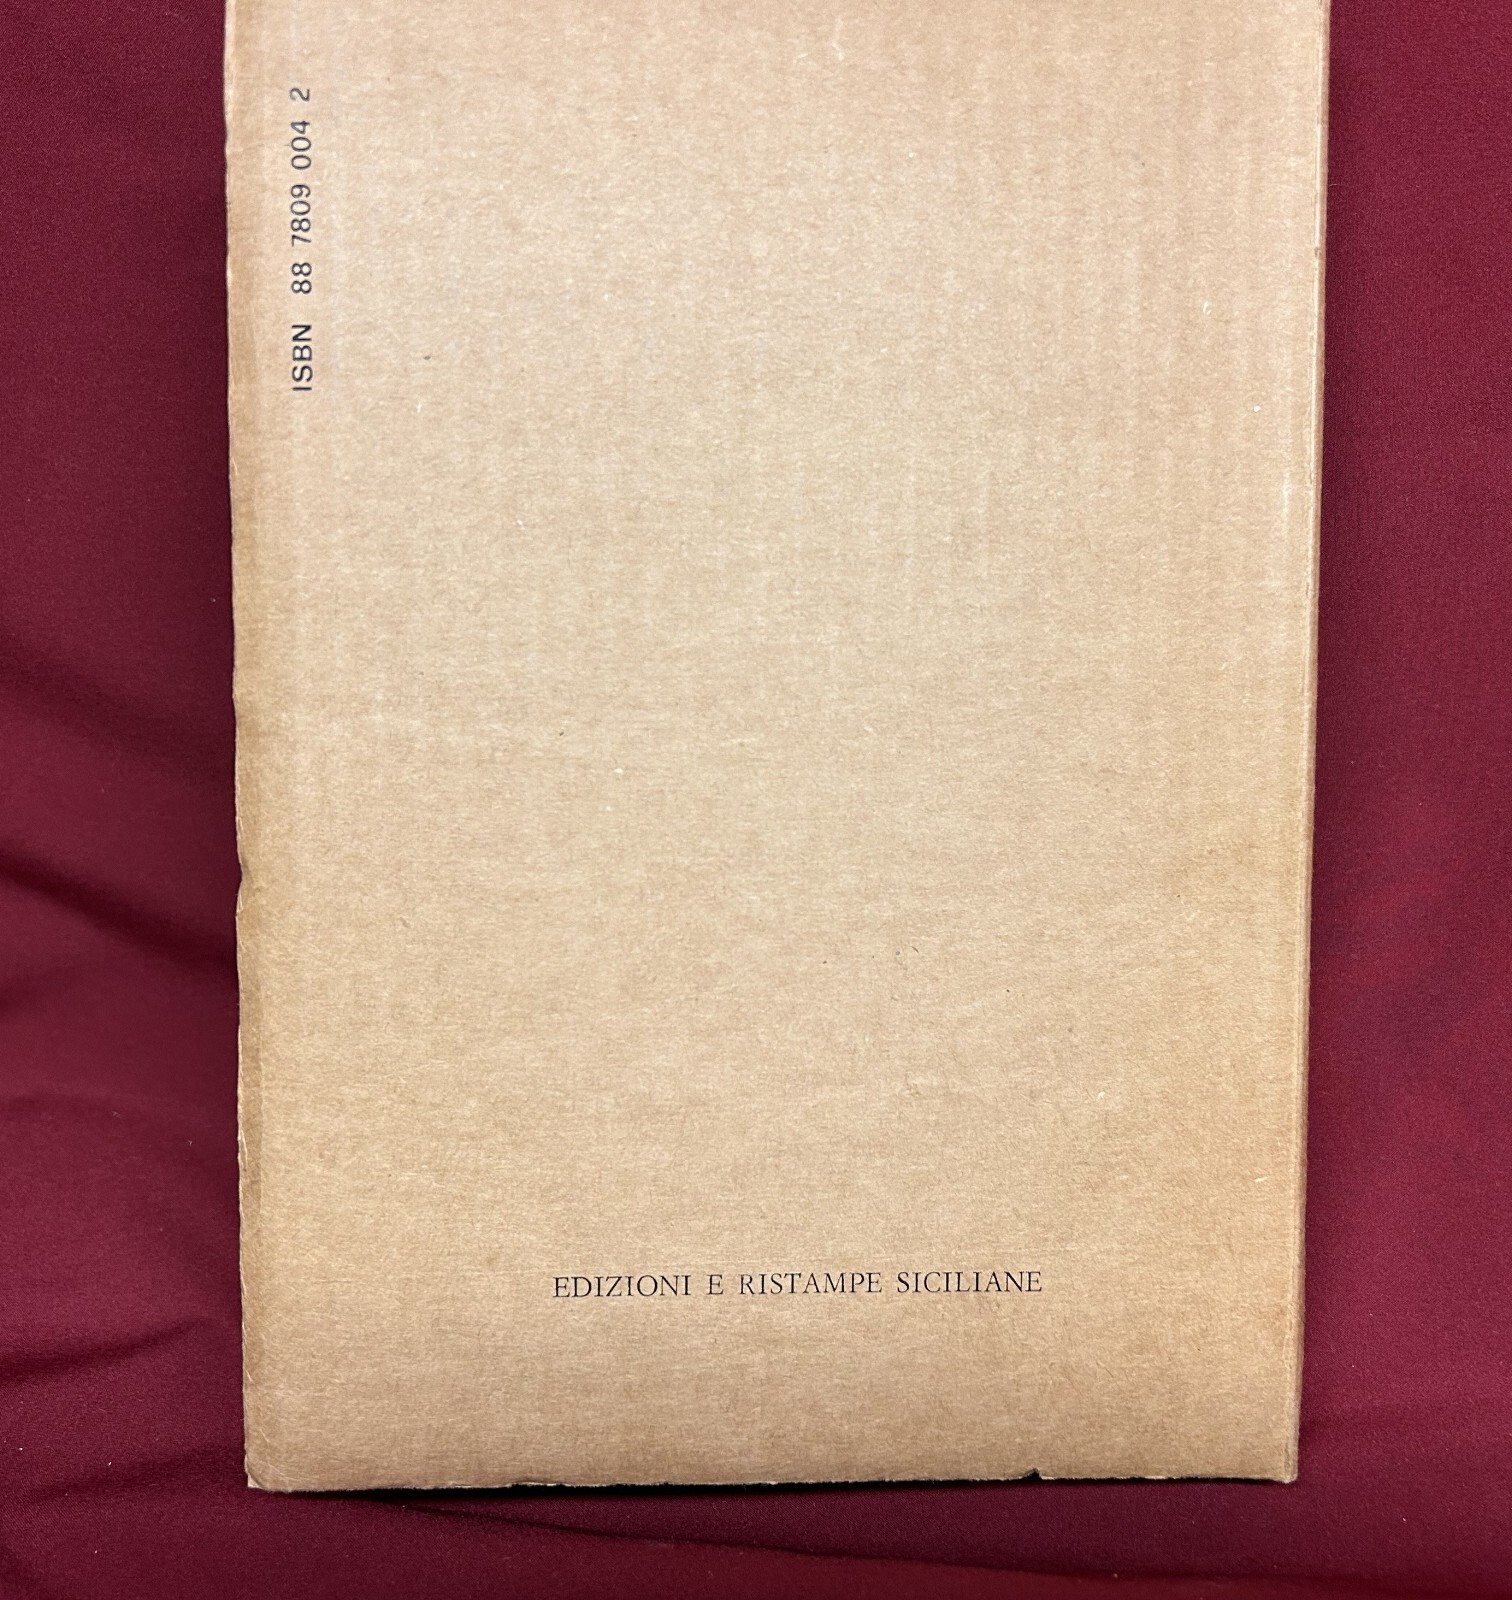 ISBN 88 7809 004 2
EDIZIONI E RISTAMPE SICILIANE